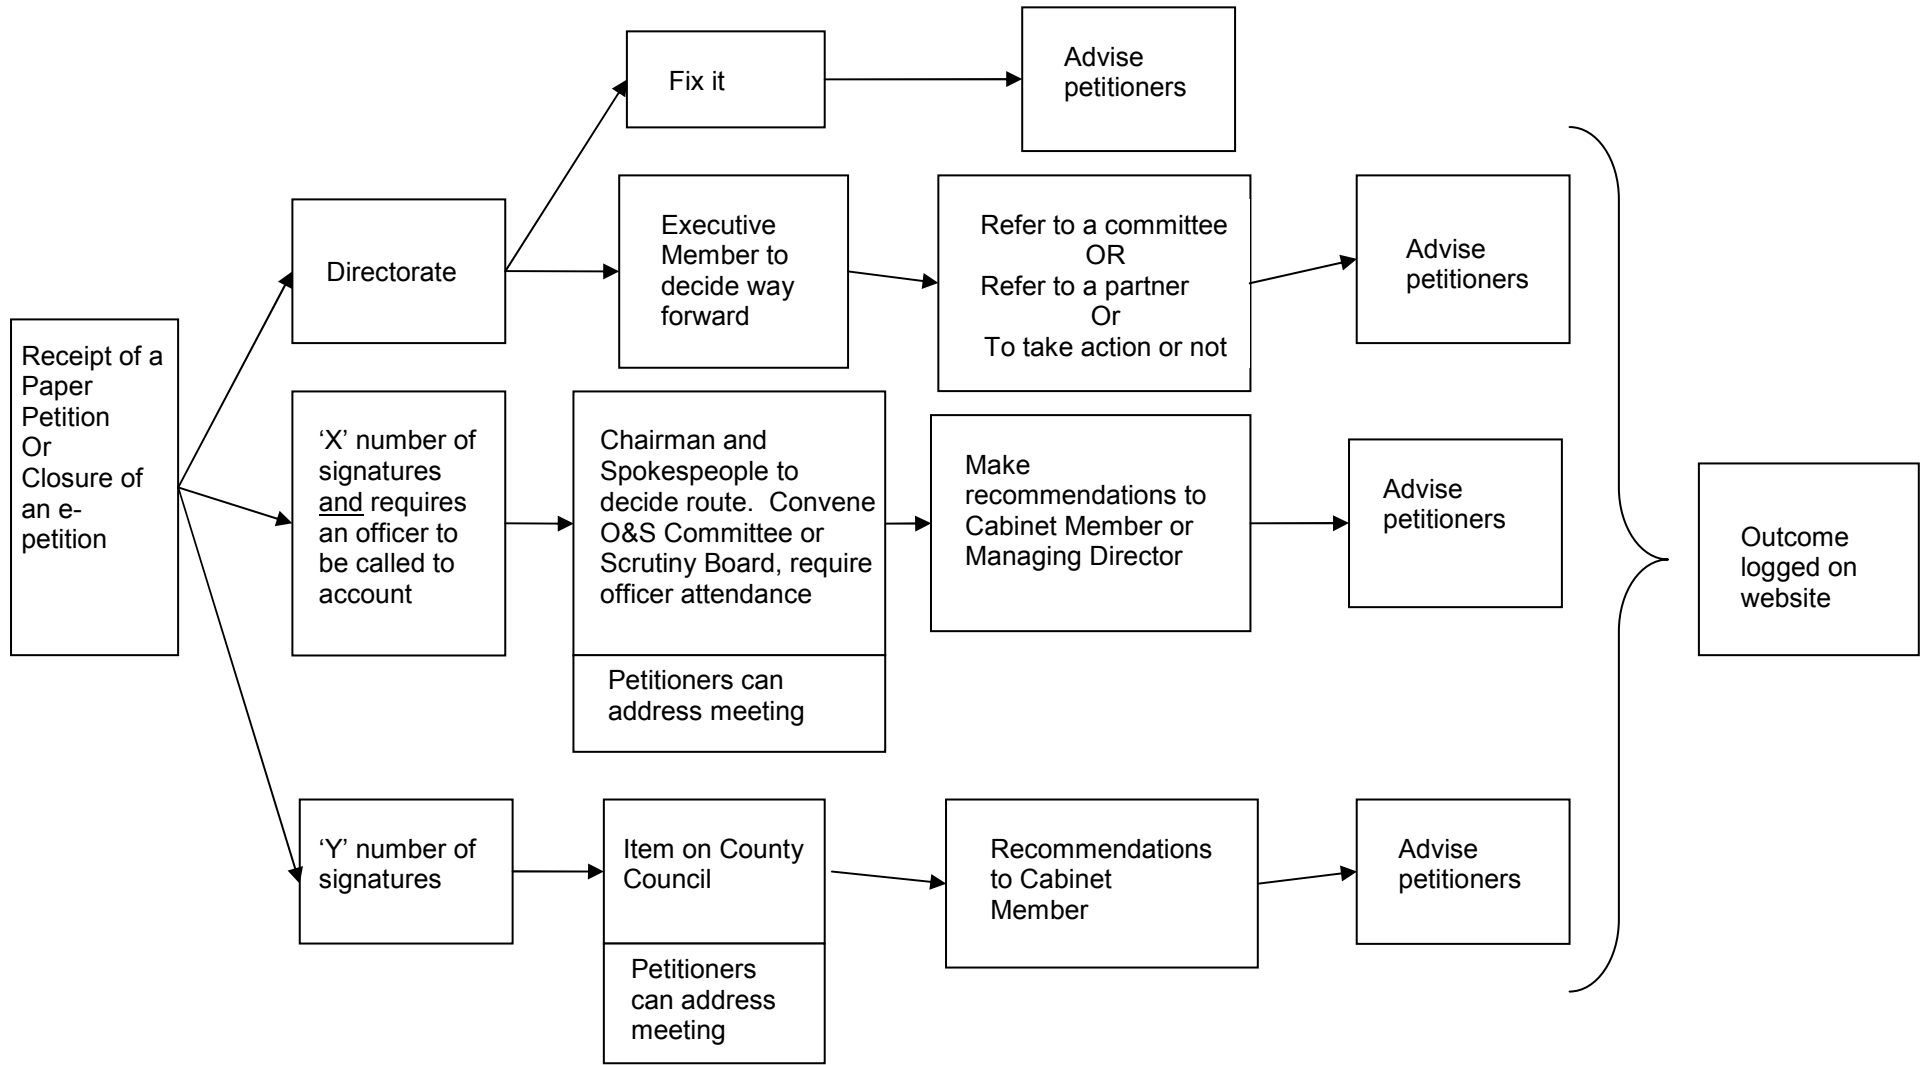 Receipt of a
Paper
Petition
Or
Closure of
an e-
petition
Directorate
Fix it
Advise
petitioners
Executive
Member to
decide way
forward
Refer to a committee
OR
Refer to a partner
Or
To take action or not
Advise
petitioners
‘X’ number of
signatures
and requires
an officer to
be called to
account
Chairman and
Spokespeople to
decide route.  Convene
O&S Committee or
Scrutiny Board, require
officer attendance
Petitioners can
address meeting
Make
recommendations to
Cabinet Member or
Managing Director
Advise
petitioners
‘Y’ number of
signatures
Item on County
Council
Petitioners
can address
meeting
Recommendations
to Cabinet
Member
Advise
petitioners
Outcome
logged on
website